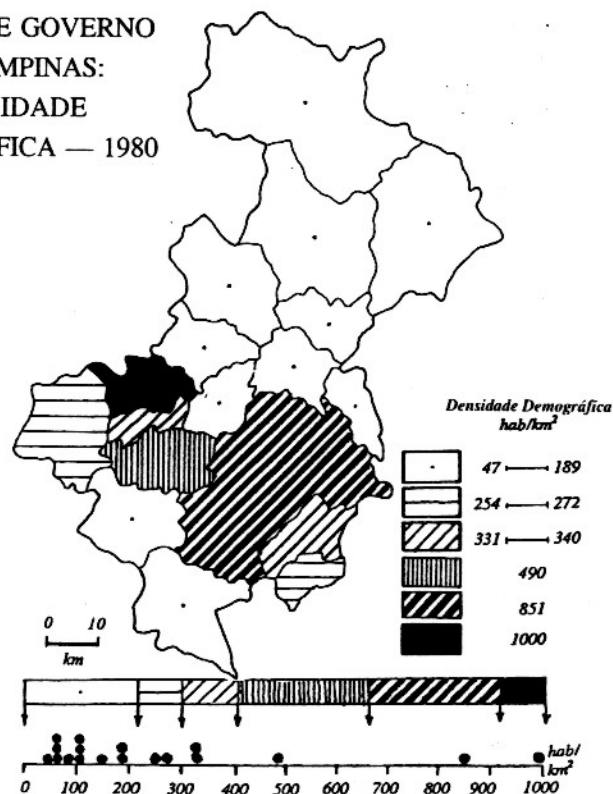 E GOVERNO
MPINAS:
IDADE
FICA — 1980
Densidade Demográfica
hab/km²
47 189
254 272
331 340
490
851
1000
0 10
km
hab/
km²
0 100 200 300 400 500 600 700 800 900 1000